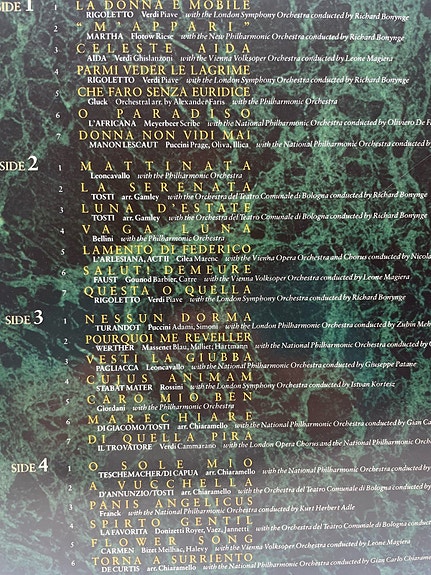 SIDE 1
1 LA DONNA E MOBILE
RIGOLETTO Verdi Piave with the London Symphony Orchestra conducted by Richard Bonynge
2 "M'APPARI"
MARTHA Flotow Riese with the New Philharmonic Orchestra conducted by Richard Bonynge
3 CELESTE AIDA
AIDA Verdi Ghislanzoni with the Vienna Volksoper Orchestra conducted by Leone Magiera
4 PARMI VEDER LE LAGRIME
RIGOLETTO Verdi Piave with the London Symphony Orchestra conducted by Richard Bonynge
5 CHE FARO SENZA EURIDICE
Gluck Orchestral arr. by Alexander Faris with the Philharmonic Orchestra
6 O PARADISO
L'AFRICANA Meyerbeer Scribe with the National Philharmonic Orchestra conducted by Oliviero De F
7 DONNA NON VIDI MAI
MANON LESCAUT Puccini Prage, Oliva, Illica with the National Philharmonic Orchestra conducted by
SIDE 2
1 MATTINATA
Leoncavallo with the Philharmonic Orchestra
2 LA SERENATA
TOSTI arr. Gamley with the Orchestra del Teatro Comunale di Bologna conducted by Richard Bonynge
3 LUNA D'ESTATE
TOSTI arr. Gamley with the Orchestra del Teatro Comunale di Bologna conducted by Richard Bonynge
4 VAGA LUNA
Bellini with the Philharmonic Orchestra
5 LAMENTO DI FEDERICO
L'ARLESIANA, ACT II Cilea Marenc with the Vienna Opera Orchestra and Chorus conducted by Nicola
6 SALUT! DEMEURE
FAUST Gounod Barbier, Carre with the Vienna Volksoper Orchestra conducted by Leone Magiera
7 QUESTA O QUELLA
RIGOLETTO Verdi Piave with the London Symphony Orchestra conducted by Richard Bonynge
SIDE 3
1 NESSUN DORMA
TURANDOT Puccini Adami, Simoni with the London Philharmonic Orchestra conducted by Zubin Meh
2 POURQUOI ME REVEILLER
WERTHER Massenet Blau, Milliet, Hartmann with the National Philharmonic Orchestra conducted by
3 VESTI LA GIUBBA
PAGLIACCA Leoncavallo with the National Philharmonic Orchestra conducted by Giuseppe Patane
4 CUIUS ANIMAM
STABAT MATER Rossini with the London Symphony Orchestra conducted by Istvan Kortesz
5 CARO MIO BEN
Giordani with the Philharmonic Orchestra
6 MARECHIARE
DI GIACOMO/TOSTI arr. Chiaramello with the National Philharmonic Orchestra conducted by Gian Ca
7 DI QUELLA PIRA
IL TROVATORE Verdi Cammarano with the London Opera Chorus and the National Philharmonic Orche
SIDE 4
1 O SOLE MIO
TESCHEMACHER/DI CAPUA arr. Chiaramello with the National Philharmonic Orchestra conducted by
2 A VUCCHELLA
D'ANNUNZIO/TOSTI arr. Chiaramello with the Orchestra del Teatro Comunale di Bologna conducted by
3 PANIS ANGELICUS
Franck with the National Philharmonic Orchestra conducted by Kurt Herbert Adle
4 SPIRTO GENTIL
LA FAVORITA Donizetti Royer, Vaez, Jannetti with the Orchestra del Teatro Comunale di Bologna conduct
5 FLOWER SONG
CARMEN Bizet Meilhac, Halevy with the Vienna Volksoper Orchestra conducted by Leone Magiera
6 TORNA A SURRIENTO
DE CURTIS arr. Chiaramello with the National Philharmonic Orchestra conducted by Gian Carlo Chiaramel